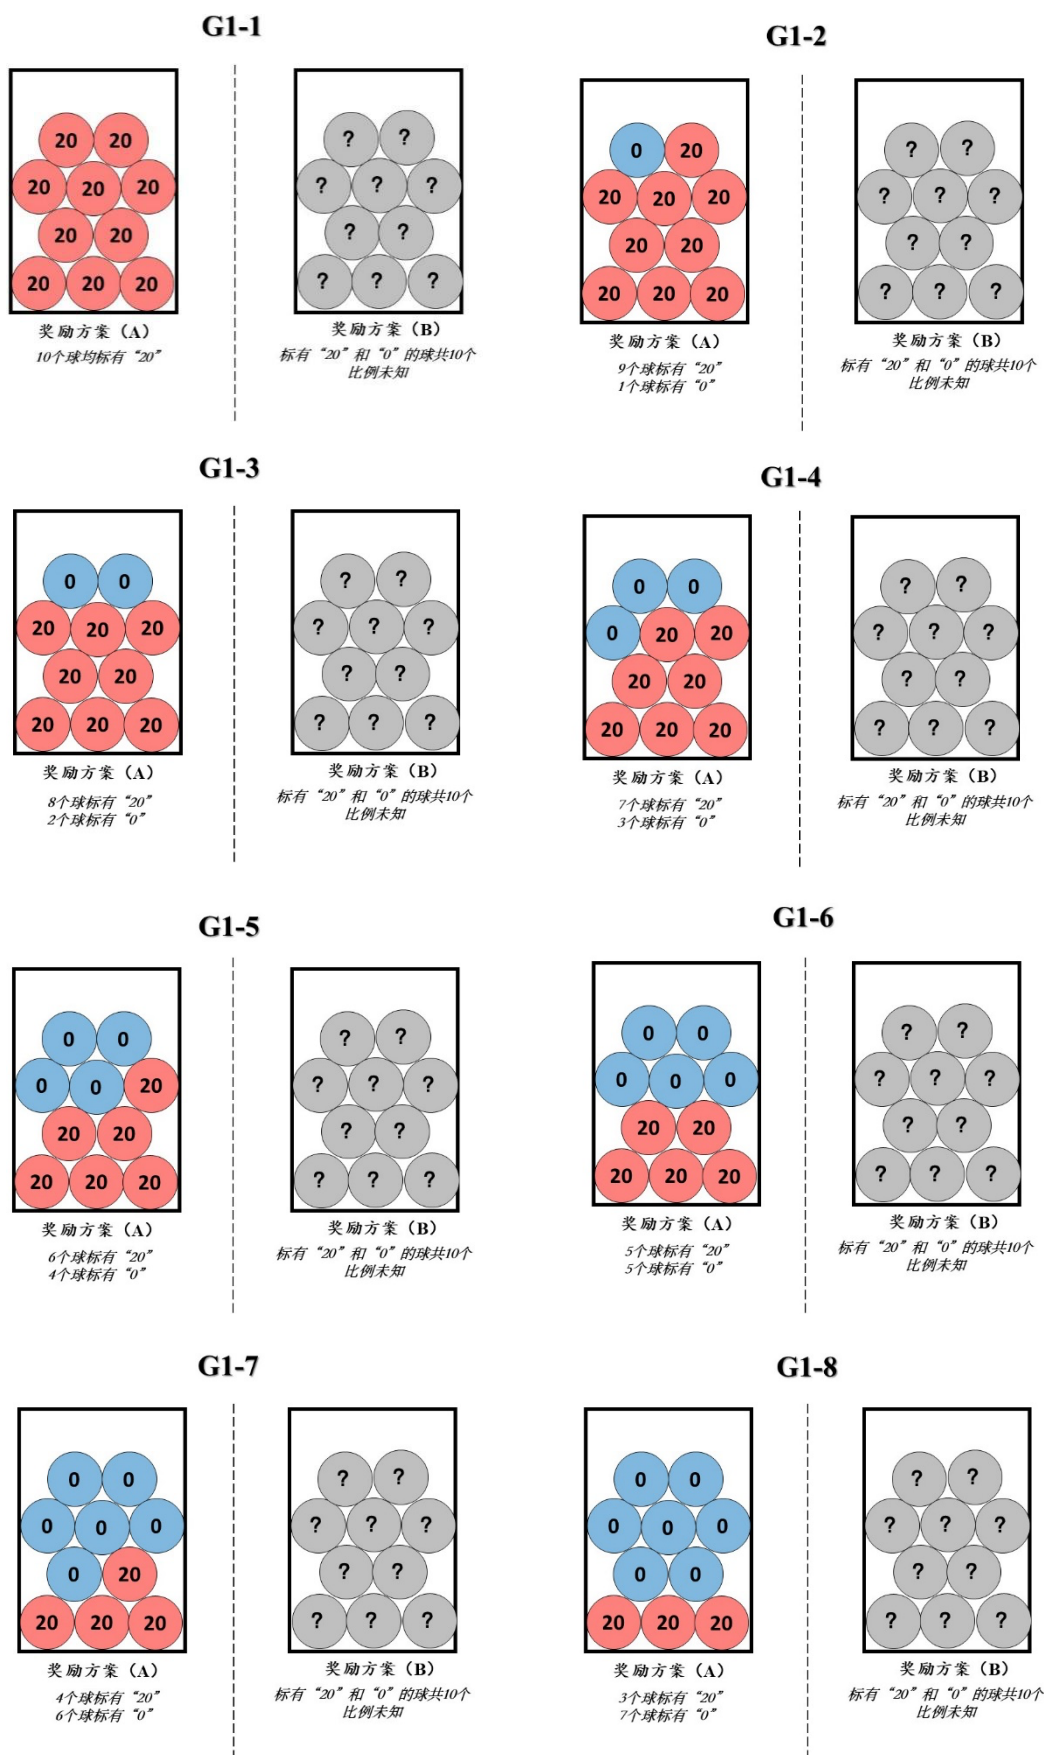 G1-1
20 20
20 20 20
20 20
20 20 20
奖励方案（A）
10个球均标有“20”
? ?
? ? ?
? ?
? ? ?
奖励方案（B）
标有“20”和“0”的球共10个
比例未知
G1-2
0 20
20 20 20
20 20
20 20 20
奖励方案（A）
9个球标有“20”
1个球标有“0”
? ?
? ? ?
? ?
? ? ?
奖励方案（B）
标有“20”和“0”的球共10个
比例未知
G1-3
0 0
20 20 20
20 20
20 20 20
奖励方案（A）
8个球标有“20”
2个球标有“0”
? ?
? ? ?
? ?
? ? ?
奖励方案（B）
标有“20”和“0”的球共10个
比例未知
G1-4
0 0
0 20 20
20 20
20 20 20
奖励方案（A）
7个球标有“20”
3个球标有“0”
? ?
? ? ?
? ?
? ? ?
奖励方案（B）
标有“20”和“0”的球共10个
比例未知
G1-5
0 0
0 0 20
20 20
20 20 20
奖励方案（A）
6个球标有“20”
4个球标有“0”
? ?
? ? ?
? ?
? ? ?
奖励方案（B）
标有“20”和“0”的球共10个
比例未知
G1-6
0 0
0 0 0
20 20
20 20 20
奖励方案（A）
5个球标有“20”
5个球标有“0”
? ?
? ? ?
? ?
? ? ?
奖励方案（B）
标有“20”和“0”的球共10个
比例未知
G1-7
0 0
0 0 0
0 20
20 20 20
奖励方案（A）
4个球标有“20”
6个球标有“0”
? ?
? ? ?
? ?
? ? ?
奖励方案（B）
标有“20”和“0”的球共10个
比例未知
G1-8
0 0
0 0 0
0 0
20 20 20
奖励方案（A）
3个球标有“20”
7个球标有“0”
? ?
? ? ?
? ?
? ? ?
奖励方案（B）
标有“20”和“0”的球共10个
比例未知